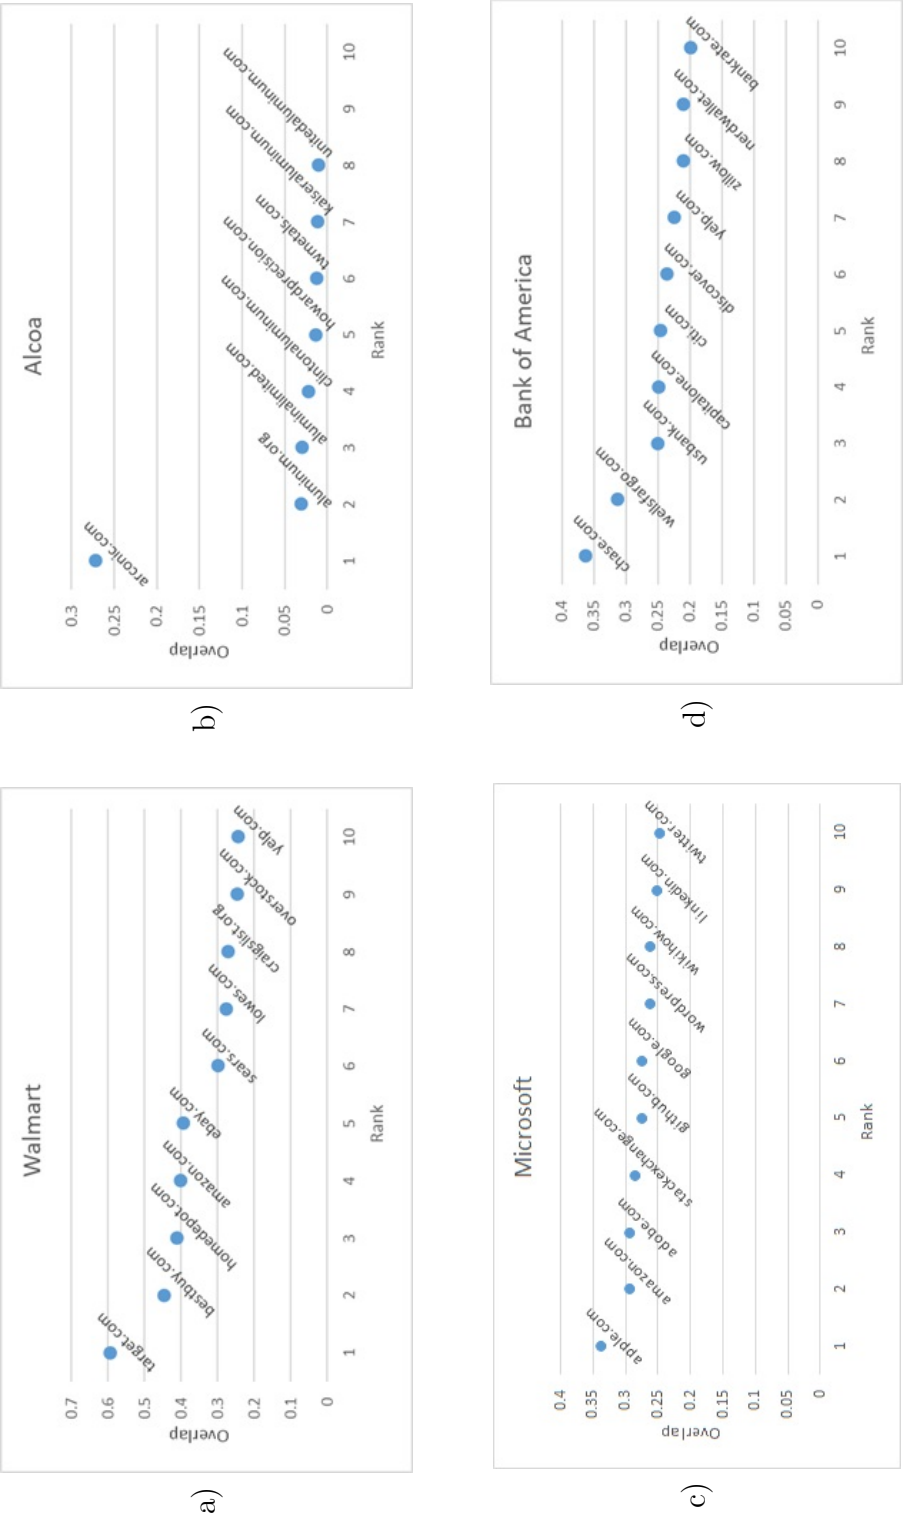 a)
Walmart
Overlap
0.7
0.6
0.5
0.4
0.3
0.2
0.1
0
target.com
bestbuy.com
homedepot.com
amazon.com
ebay.com
sears.com
lowes.com
craigslist.org
overstock.com
yelp.com
1 2 3 4 5 6 7 8 9 10
Rank
b)
Alcoa
Overlap
0.3
0.25
0.2
0.15
0.1
0.05
0
arconic.com
aluminum.org
aluminalimited.com
clintonaluminum.com
howardprecision.com
twmetals.com
kaiseraluminum.com
unitedaluminum.com
1 2 3 4 5 6 7 8 9 10
Rank
c)
Microsoft
Overlap
0.4
0.35
0.3
0.25
0.2
0.15
0.1
0.05
0
apple.com
amazon.com
adobe.com
stackexchange.com
github.com
google.com
wordpress.com
wikihow.com
linkedin.com
twitter.com
1 2 3 4 5 6 7 8 9 10
Rank
d)
Bank of America
Overlap
0.4
0.35
0.3
0.25
0.2
0.15
0.1
0.05
0
chase.com
wellsfargo.com
usbank.com
capitalone.com
citi.com
discover.com
yelp.com
zillow.com
nerdwallet.com
bankrate.com
1 2 3 4 5 6 7 8 9 10
Rank